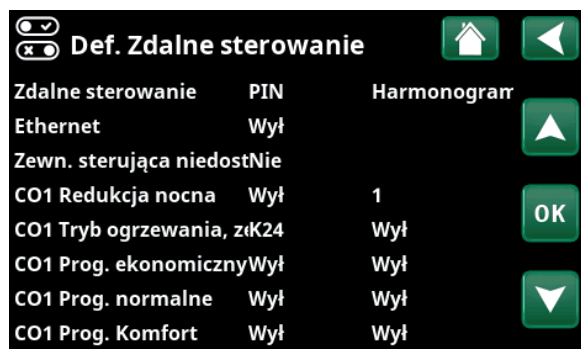 Def. Zdalne sterowanie
Zdalne sterowanie PIN Harmonogram
Ethernet Wył
Zewn. sterująca niedostNie
CO1 Redukcja nocna Wył 1
CO1 Tryb ogrzewania, zeK24 Wył
CO1 Prog. ekonomicznyWył Wył
CO1 Prog. normalne Wył Wył
CO1 Prog. Komfort Wył Wył
OK